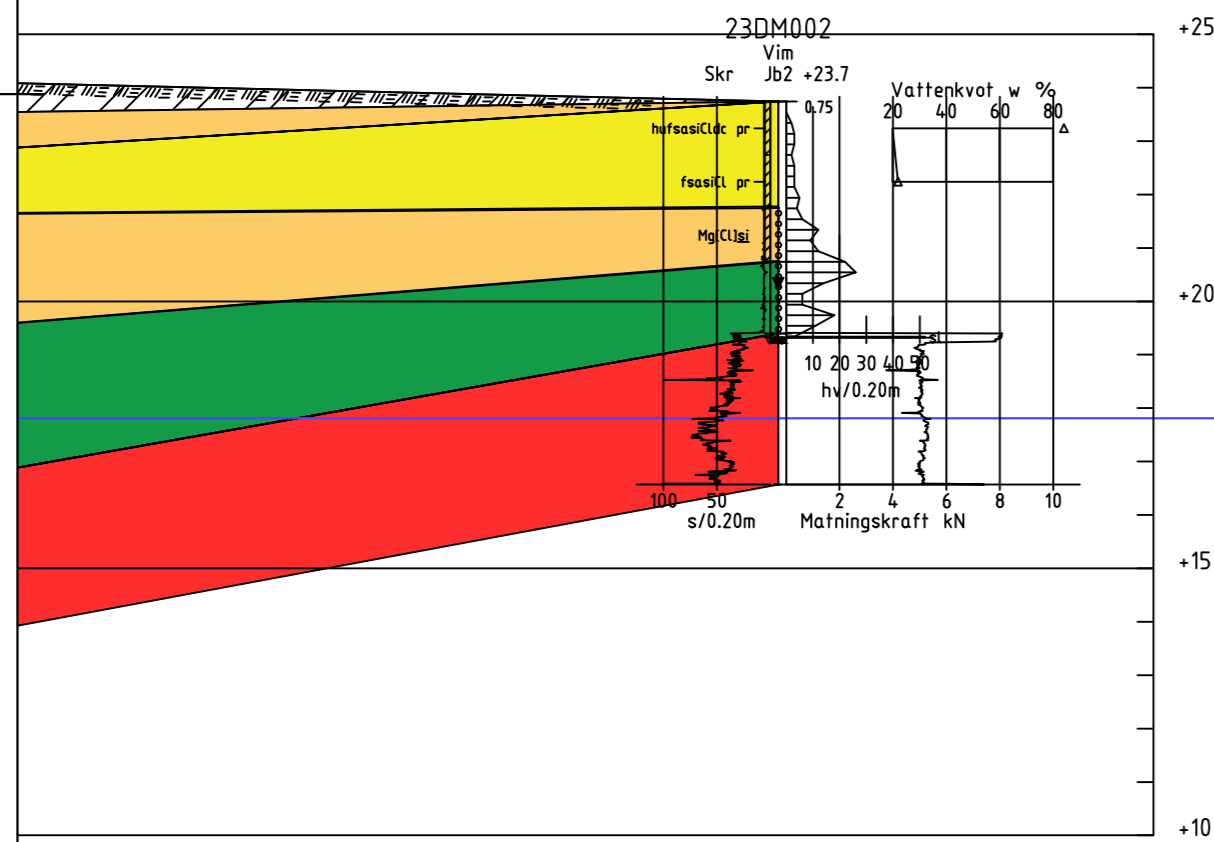 23DM002
+25
Vim
Skr Jb2 +23.7
Vattenkvot w %
0.75 20 40 60 80
hufsasiCldc pr
fsasiCl pr
Mg[Cl]si
+20
10 20 30 40 50
hv/0.20m
100 50 2 4 6 8 10
s/0.20m Matningskraft kN
+15
+10